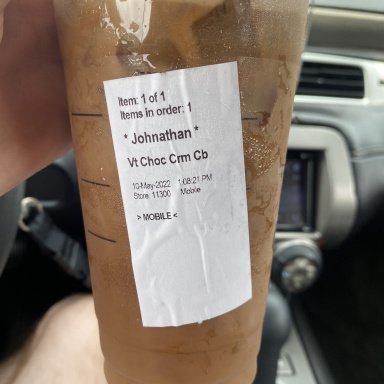 Item: 1 of 1
Items in order: 1
* Johnathan *
Vt Choc Crm Cb
10-May-2022 1:08:21 PM
Store: 11300 Mobile
> MOBILE <